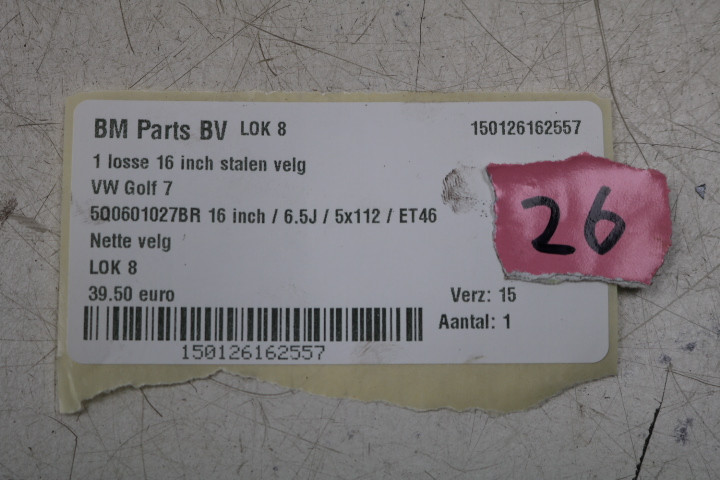 BM Parts BV LOK 8 150126162557
1 losse 16 inch stalen velg
VW Golf 7
5Q0601027BR 16 inch / 6.5J / 5x112 / ET46
26
Nette velg
LOK 8
39.50 euro Verz: 15
Aantal: 1
150126162557